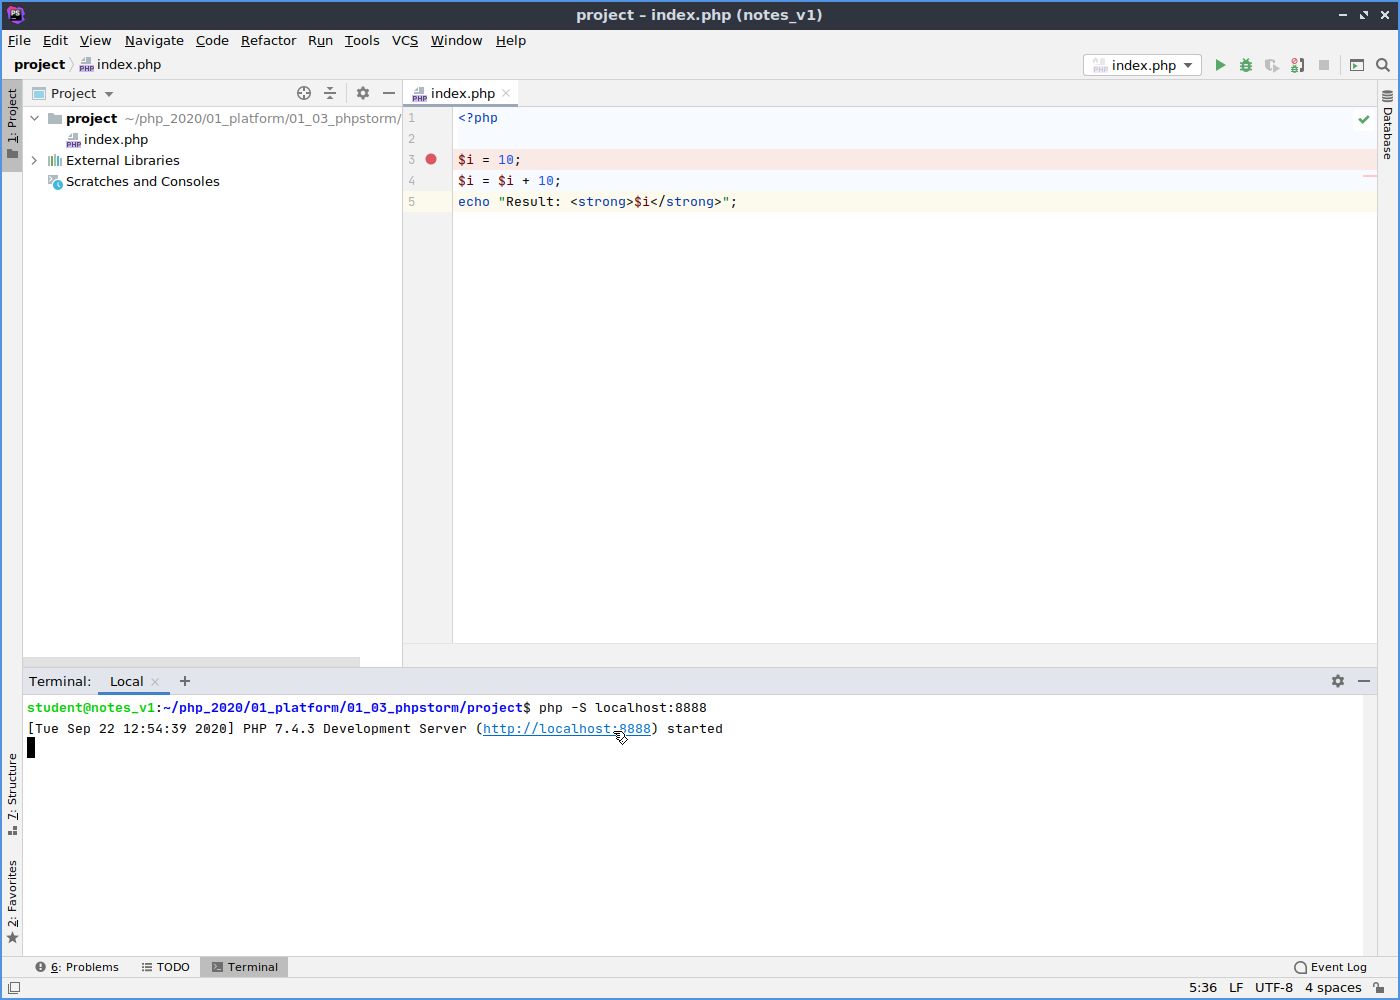 project – index.php (notes_v1)
File Edit View Navigate Code Refactor Run Tools VCS Window Help
project index.php
index.php
1: Project
Project
project ~/php_2020/01_platform/01_03_phpstorm/
index.php
External Libraries
Scratches and Consoles
index.php
1 <?php
2
3 $i = 10;
4 $i = $i + 10;
5 echo "Result: <strong>$i</strong>";
Database
Terminal: Local
student@notes_v1:~/php_2020/01_platform/01_03_phpstorm/project$ php -S localhost:8888
[Tue Sep 22 12:54:39 2020] PHP 7.4.3 Development Server (http://localhost:8888) started
7: Structure
2: Favorites
6: Problems TODO Terminal Event Log
5:36 LF UTF-8 4 spaces